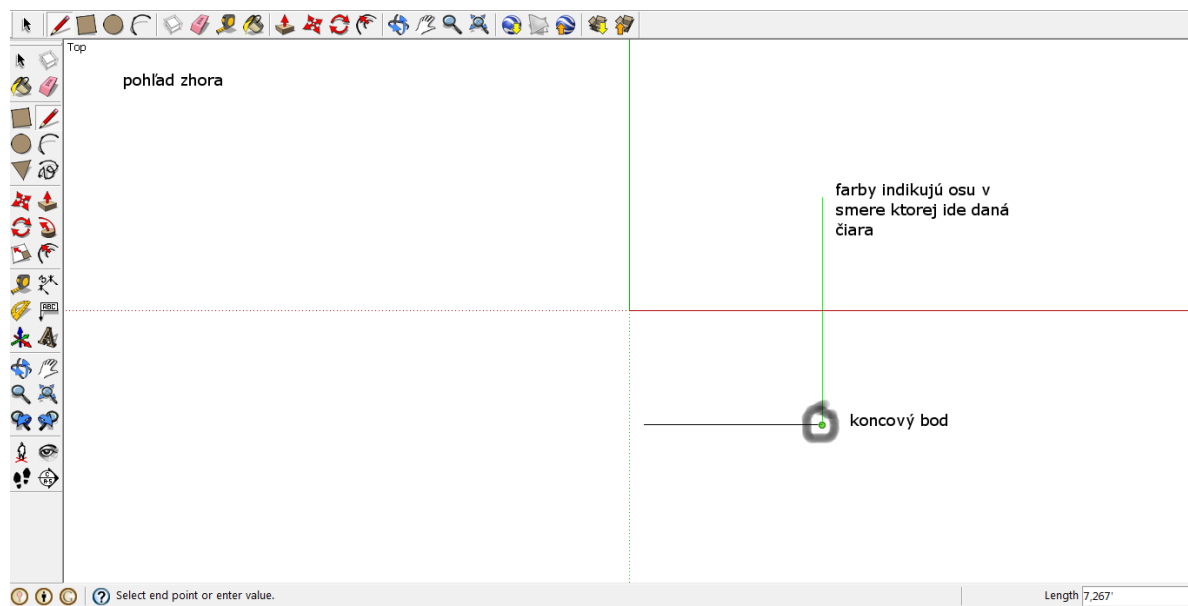 Top
pohľad zhora
farby indikujú osu v
smere ktorej ide daná
čiara
koncový bod
ABC
Select end point or enter value.
Length 7,267'